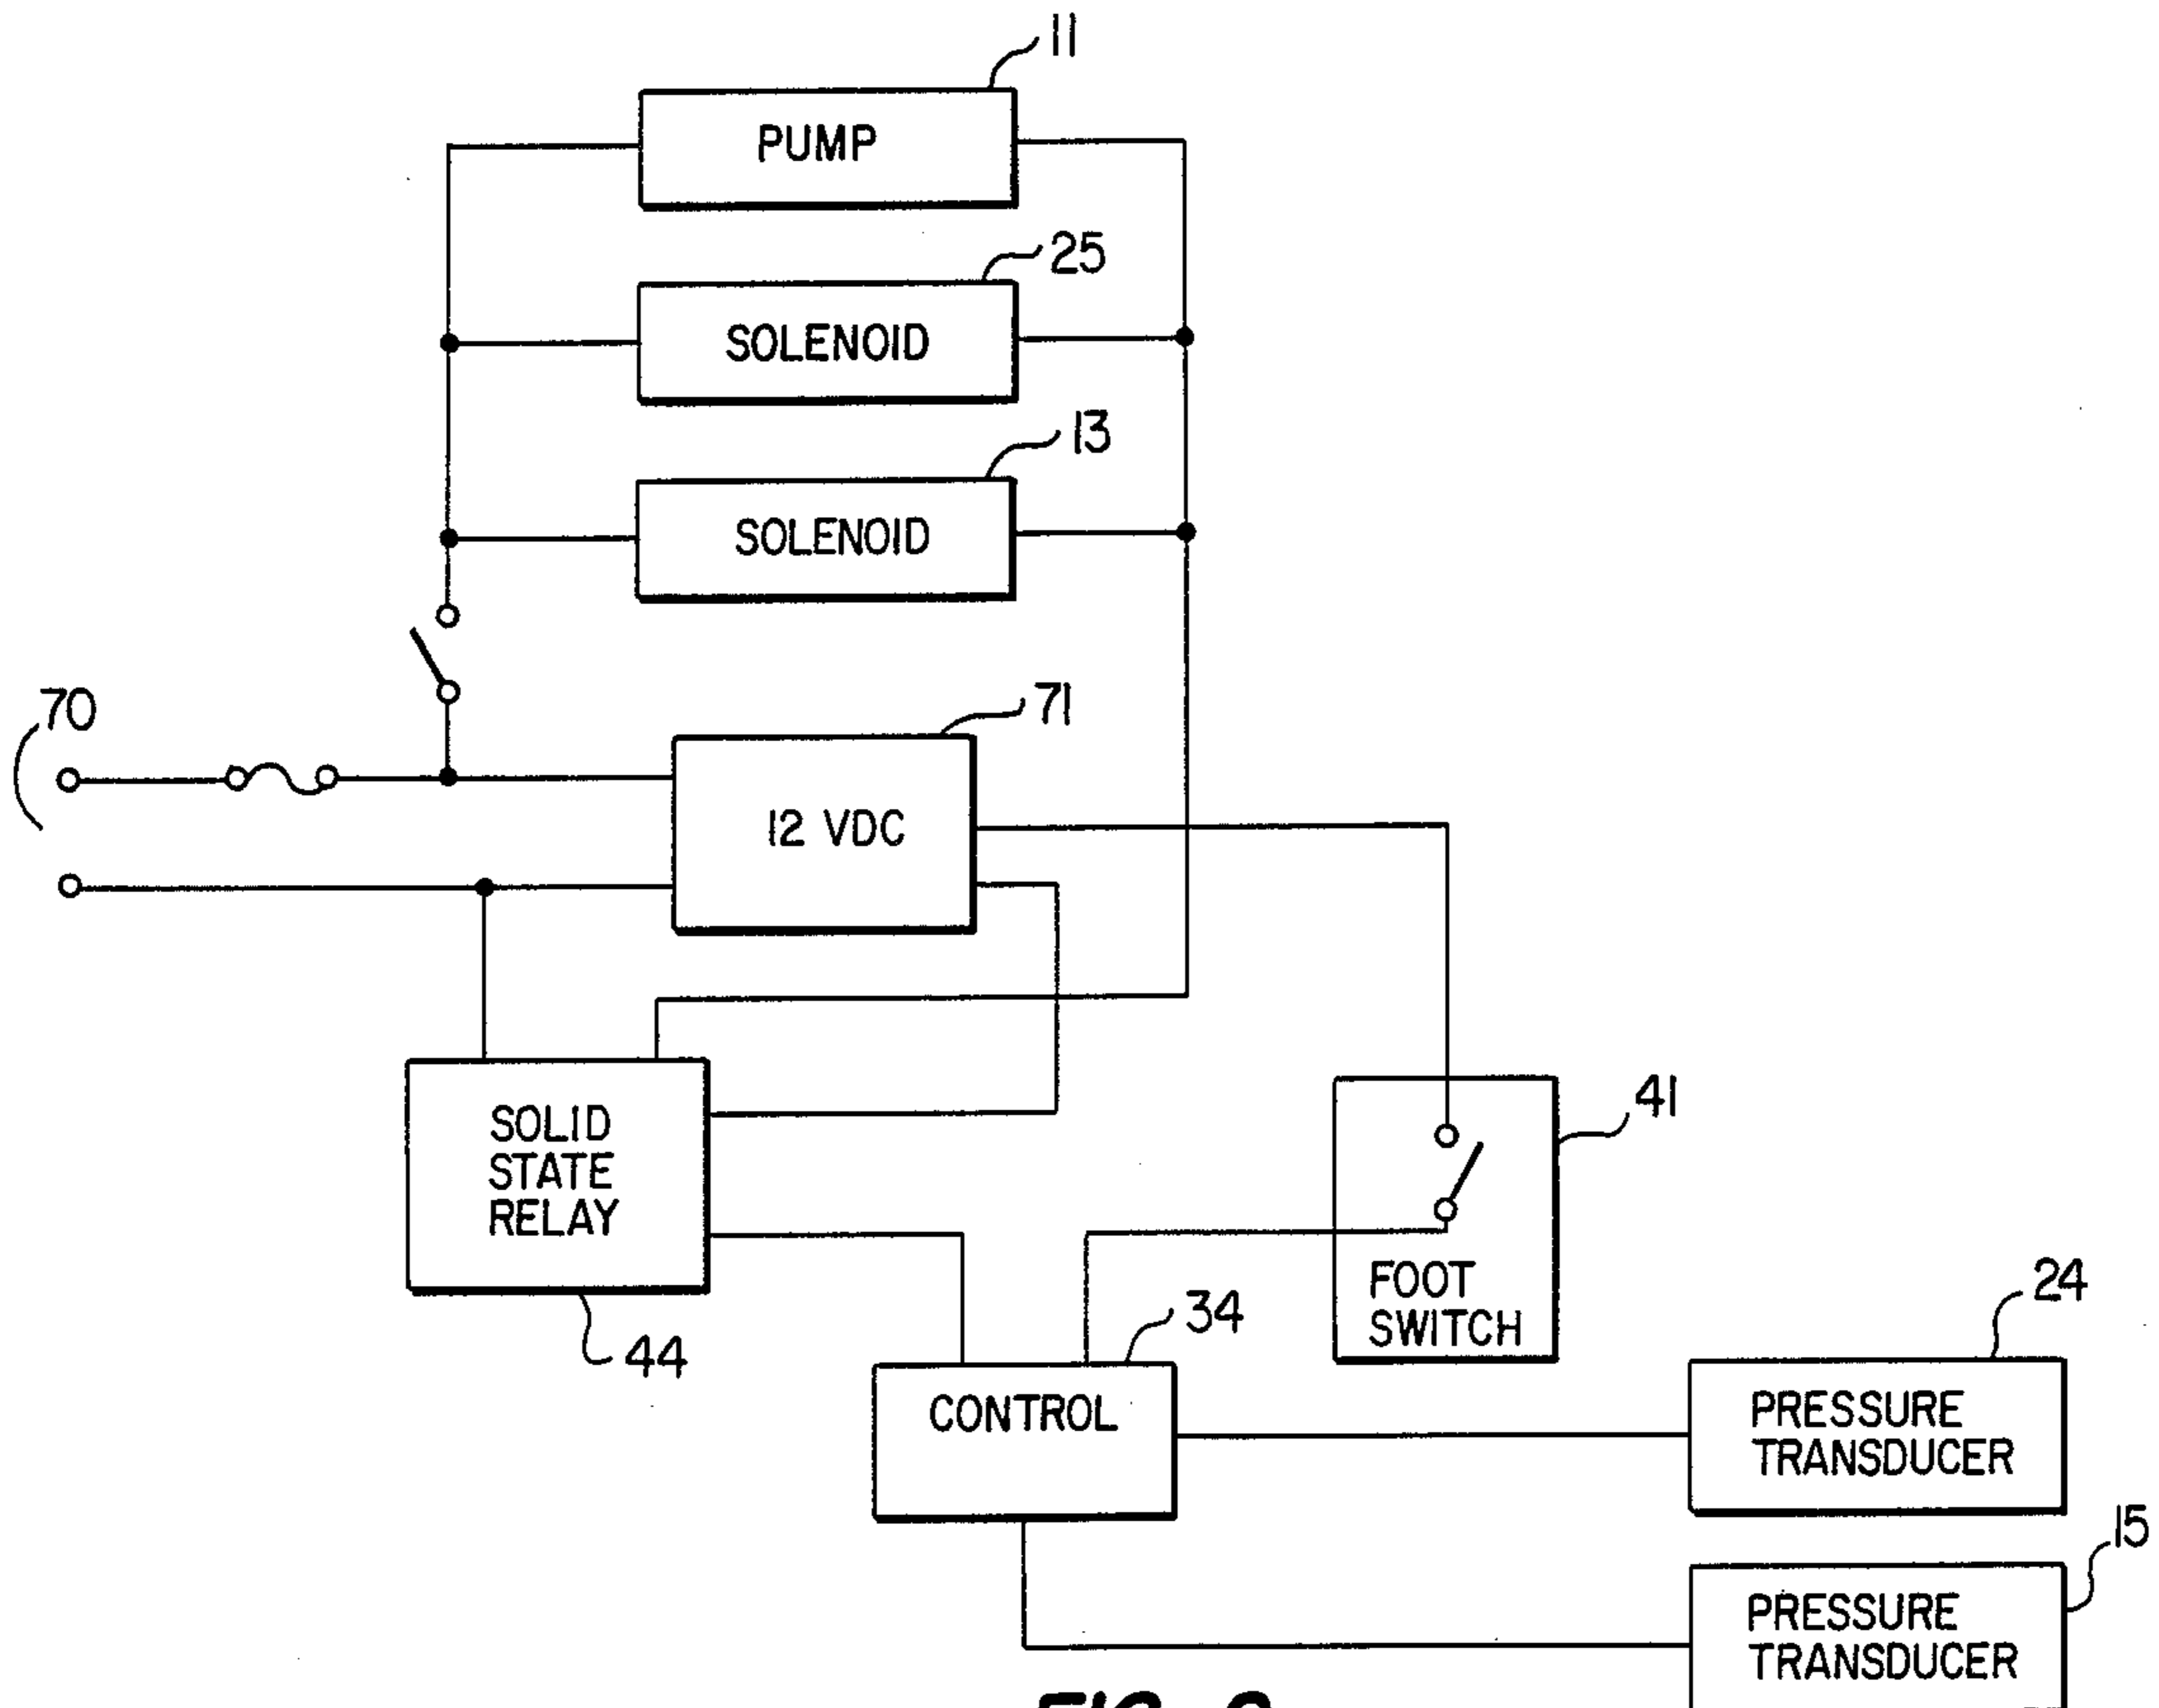 11
PUMP
25
SOLENOID
13
SOLENOID
70
71
12 VDC
SOLID
STATE
RELAY
44
41
FOOT
SWITCH
34
CONTROL
24
PRESSURE
TRANSDUCER
15
PRESSURE
TRANSDUCER